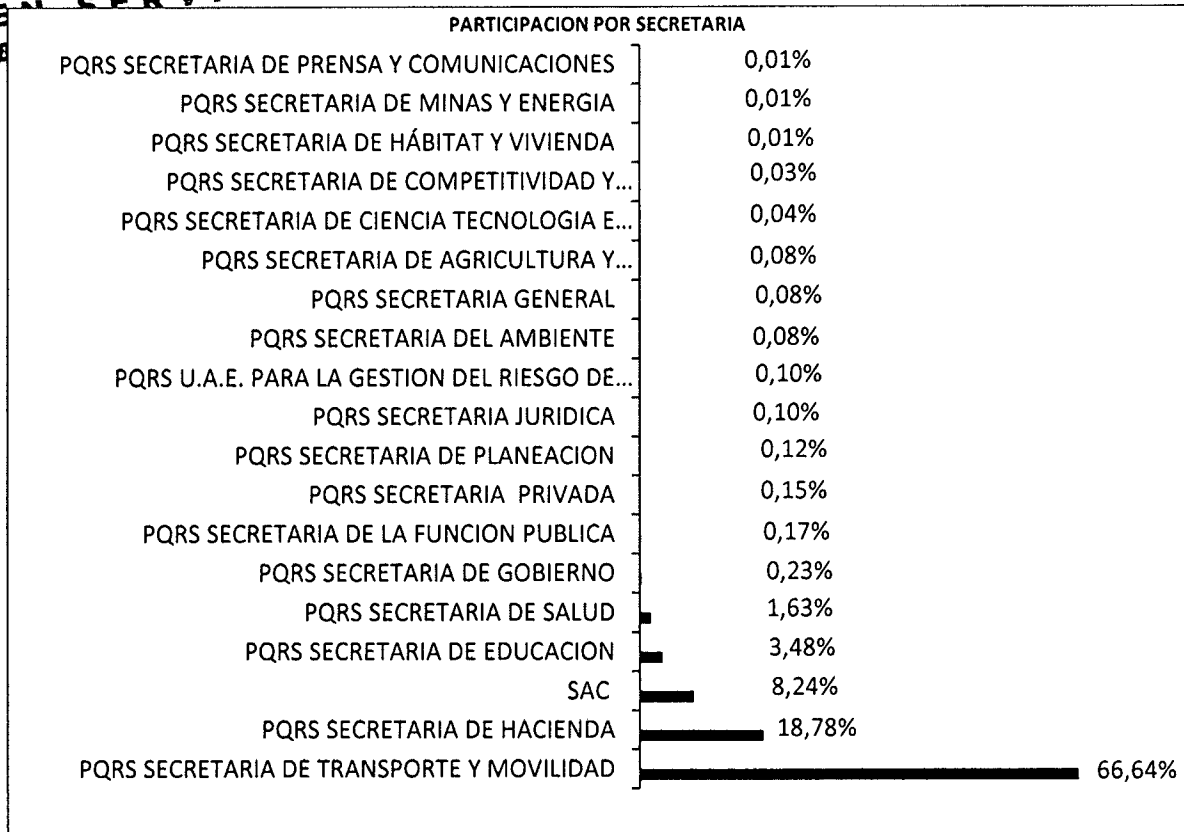 PARTICIPACION POR SECRETARIA
PQRS SECRETARIA DE PRENSA Y COMUNICACIONES 0,01%
PQRS SECRETARIA DE MINAS Y ENERGIA 0,01%
PQRS SECRETARIA DE HÁBITAT Y VIVIENDA 0,01%
PQRS SECRETARIA DE COMPETITIVIDAD Y... 0,03%
PQRS SECRETARIA DE CIENCIA TECNOLOGIA E... 0,04%
PQRS SECRETARIA DE AGRICULTURA Y... 0,08%
PQRS SECRETARIA GENERAL 0,08%
PQRS SECRETARIA DEL AMBIENTE 0,08%
PQRS U.A.E. PARA LA GESTION DEL RIESGO DE... 0,10%
PQRS SECRETARIA JURIDICA 0,10%
PQRS SECRETARIA DE PLANEACION 0,12%
PQRS SECRETARIA PRIVADA 0,15%
PQRS SECRETARIA DE LA FUNCION PUBLICA 0,17%
PQRS SECRETARIA DE GOBIERNO 0,23%
PQRS SECRETARIA DE SALUD 1,63%
PQRS SECRETARIA DE EDUCACION 3,48%
SAC 8,24%
PQRS SECRETARIA DE HACIENDA 18,78%
PQRS SECRETARIA DE TRANSPORTE Y MOVILIDAD 66,64%